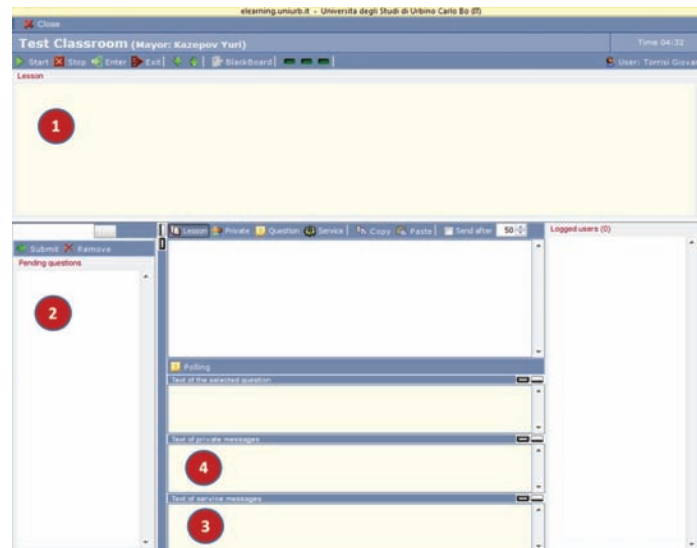 elearning.uniurb.it - Università degli Studi di Urbino Carlo Bo (IT)
Close
Test Classroom (Mayor: Kazepov Yuri)
Time 04:32
Start Stop Enter Exit BlackBoard
User: Torrisi Giovan
Lesson
1
Lesson Private Question Service Copy Paste Send after 50
Logged users (0)
Submit Remove
Pending questions
2
Polling
Text of the selected question
Text of private messages
4
Text of service messages
3